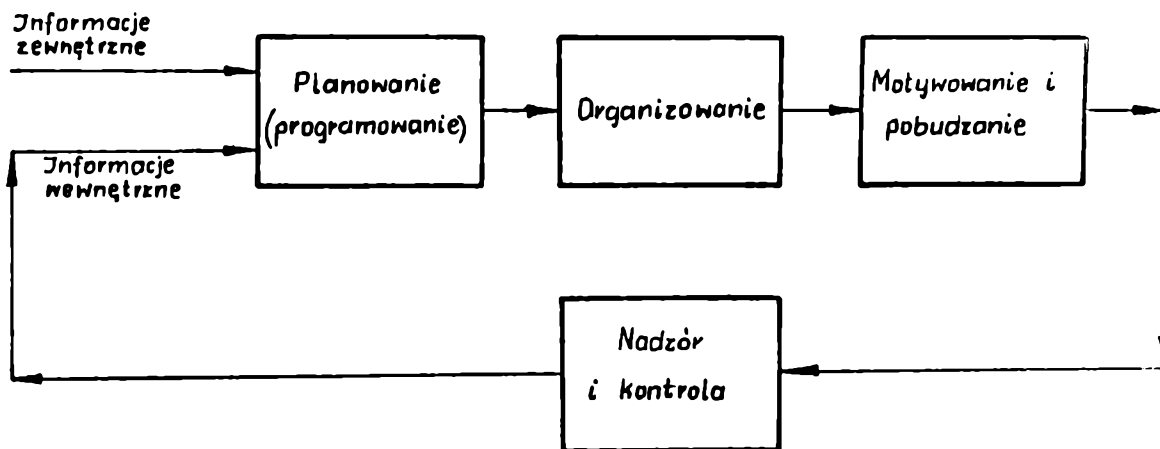 Informacje
zewnętrzne
Planowanie
(programowanie)
Organizowanie
Motywowanie i
pobudzanie
Informacje
wewnętrzne
Nadzór
i kontrola